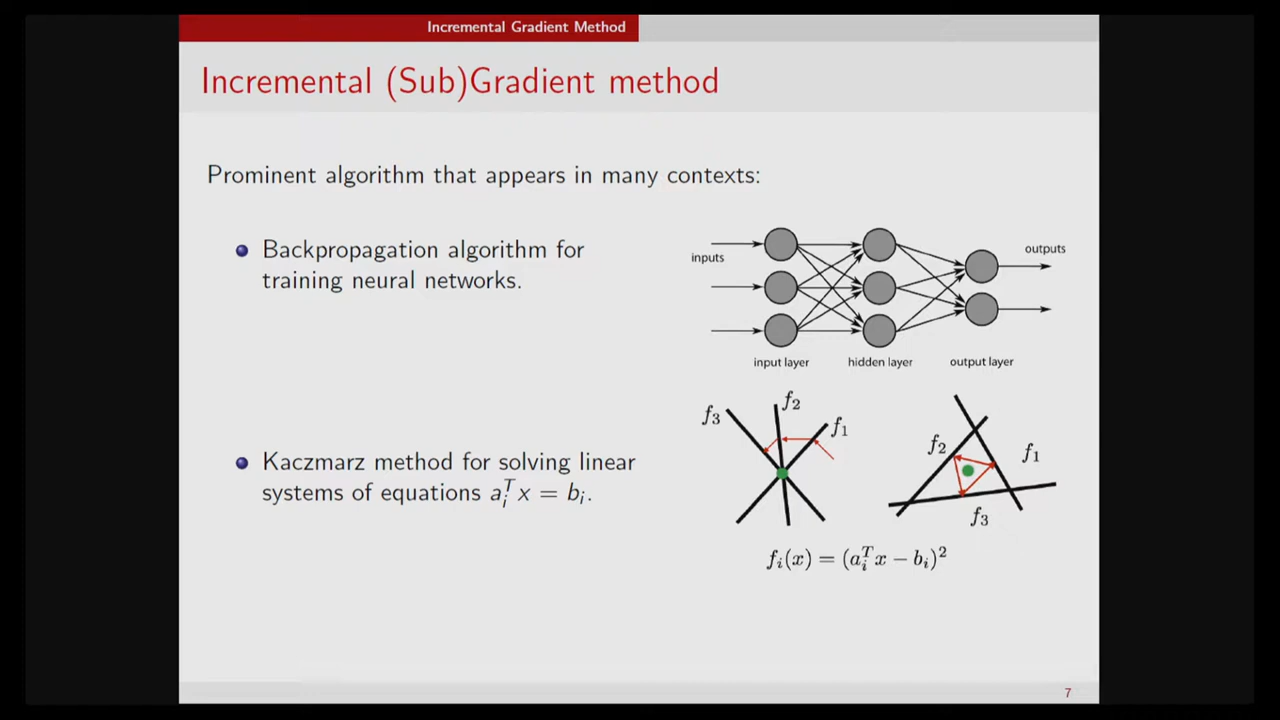 Incremental Gradient Method
Incremental (Sub)Gradient method
Prominent algorithm that appears in many contexts:
Backpropagation algorithm for
training neural networks.
inputs
outputs
input layer
hidden layer
output layer
Kaczmarz method for solving linear
systems of equations aᵢᵀx = bᵢ.
f₃
f₂
f₁
f₂
f₁
f₃
fᵢ(x) = (aᵢᵀx − bᵢ)²
7